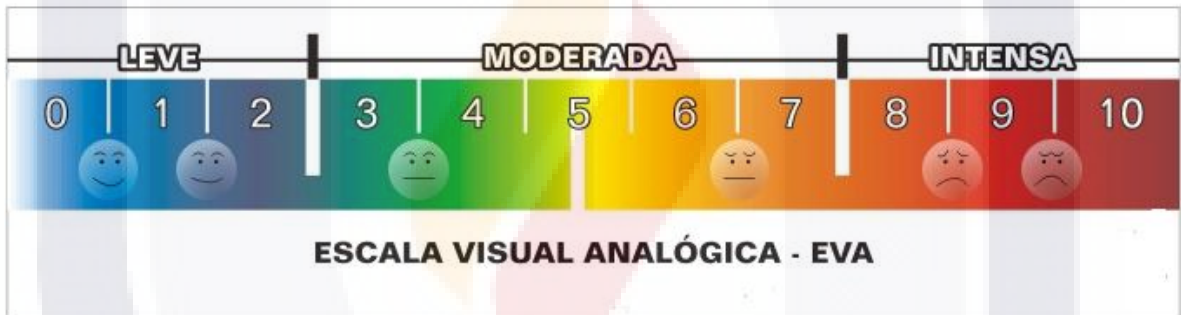 LEVE MODERADA INTENSA
0 1 2 3 4 5 6 7 8 9 10
ESCALA VISUAL ANALÓGICA - EVA